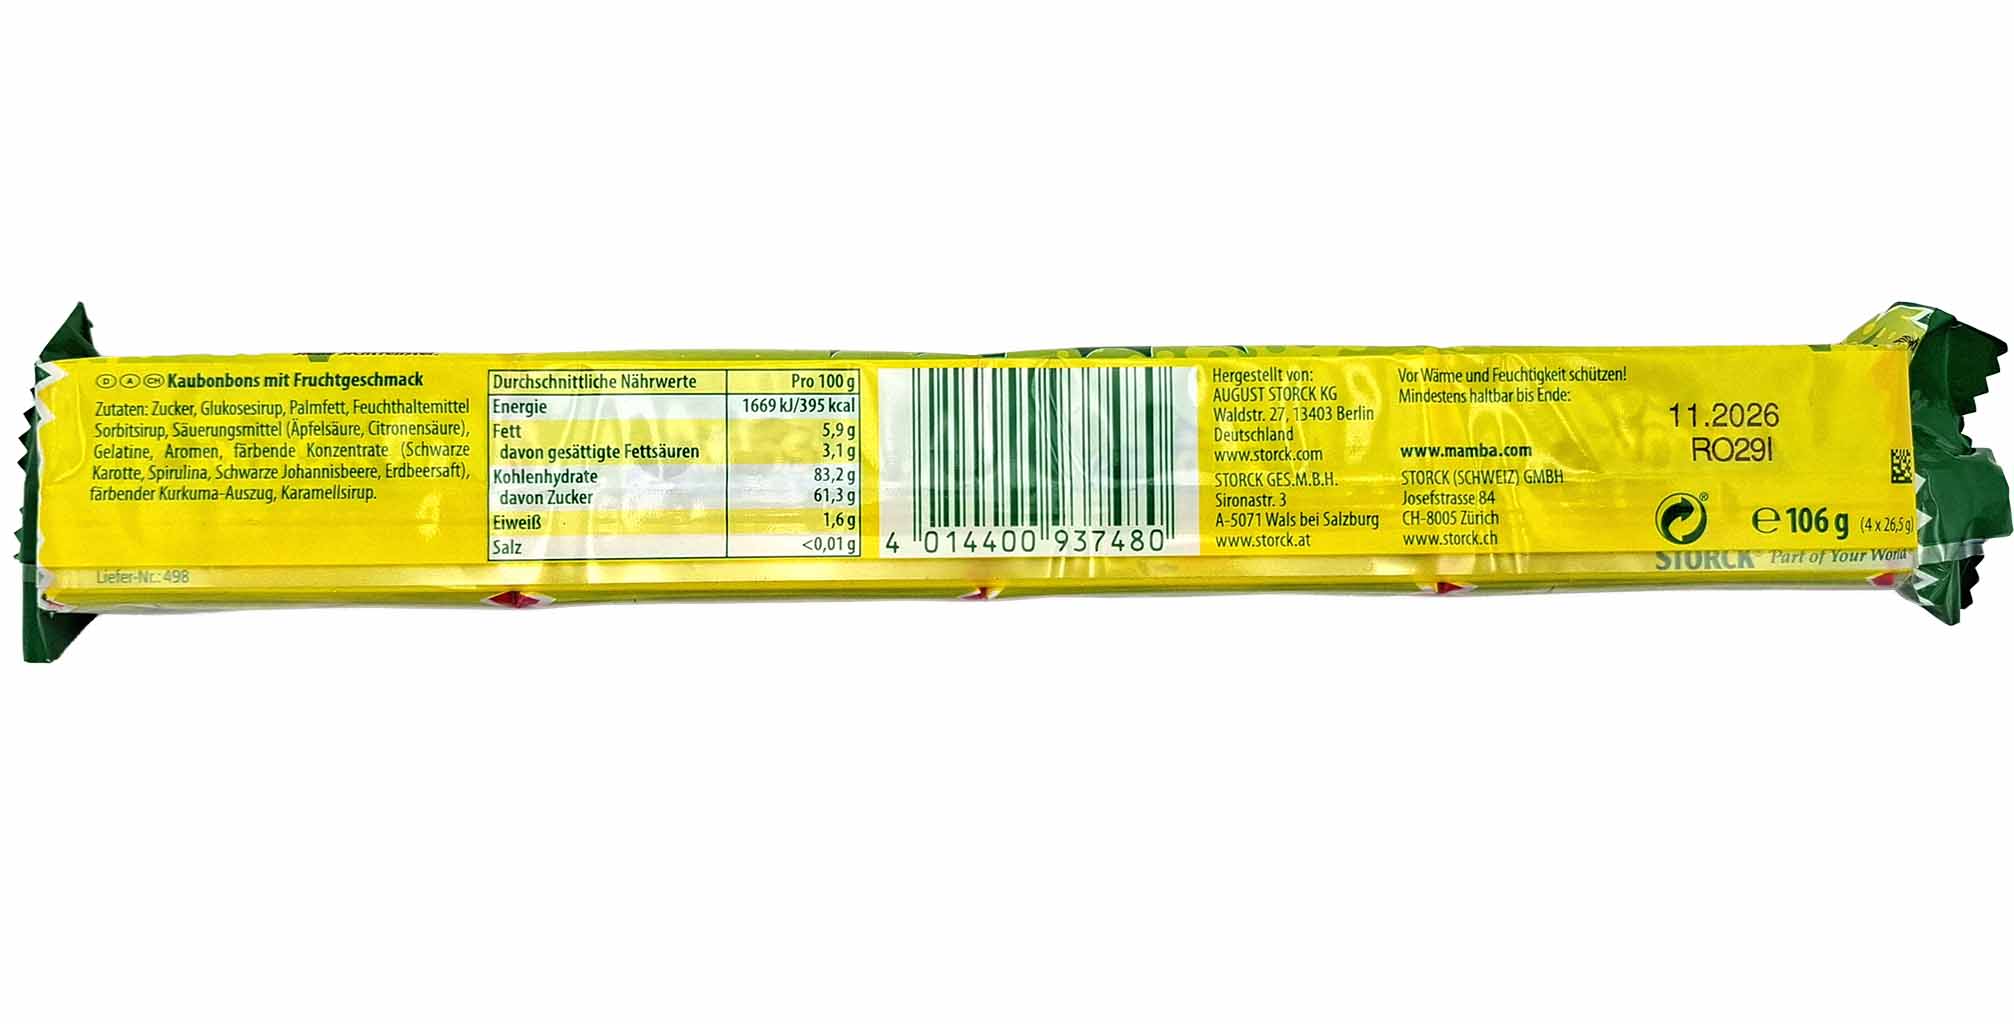 D A CH Kaubonbons mit Fruchtgeschmack
Zutaten: Zucker, Glukosesirup, Palmfett, Feuchthaltemittel
Sorbitsirup, Säuerungsmittel (Äpfelsäure, Citronensäure),
Gelatine, Aromen, färbende Konzentrate (Schwarze
Karotte, Spirulina, Schwarze Johannisbeere, Erdbeersaft),
färbender Kurkuma-Auszug, Karamellsirup.
Liefer-Nr.: 498
Durchschnittliche Nährwerte Pro 100 g
Energie 1669 kJ/395 kcal
Fett 5,9 g
davon gesättigte Fettsäuren 3,1 g
Kohlenhydrate 83,2 g
davon Zucker 61,3 g
Eiweiß 1,6 g
Salz <0,01 g
4 014400 937480
Hergestellt von:
AUGUST STORCK KG
Waldstr. 27, 13403 Berlin
Deutschland
www.storck.com
STORCK GES.M.B.H.
Sironastr. 3
A-5071 Wals bei Salzburg
www.storck.at
Vor Wärme und Feuchtigkeit schützen!
Mindestens haltbar bis Ende:
www.mamba.com
STORCK (SCHWEIZ) GMBH
Josefstrasse 84
CH-8005 Zürich
www.storck.ch
11.2026
RO29I
®
℮ 106 g (4 x 26,5 g)
STORCK® Part of Your World